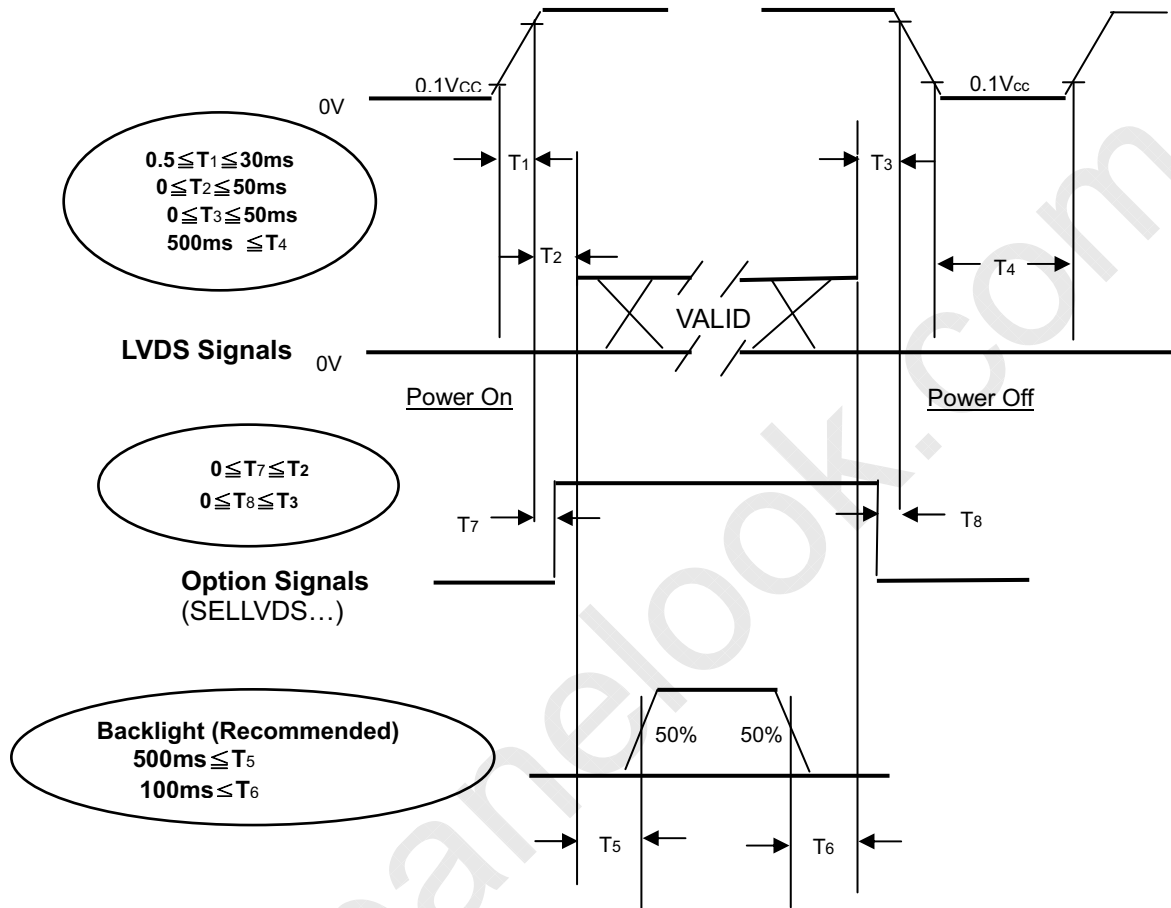 0.1Vcc 0.1Vcc
0V
0.5≦T1≦30ms
0≦T2≦50ms
0≦T3≦50ms
500ms ≦T4
T1 T3
T2 T4
VALID
LVDS Signals
0V
Power On Power Off
0≦T7≦T2
0≦T8≦T3
T7 T8
Option Signals
(SELLVDS…)
Backlight (Recommended)
500ms≦T5
100ms≤T6
50% 50%
T5 T6
panelook.com